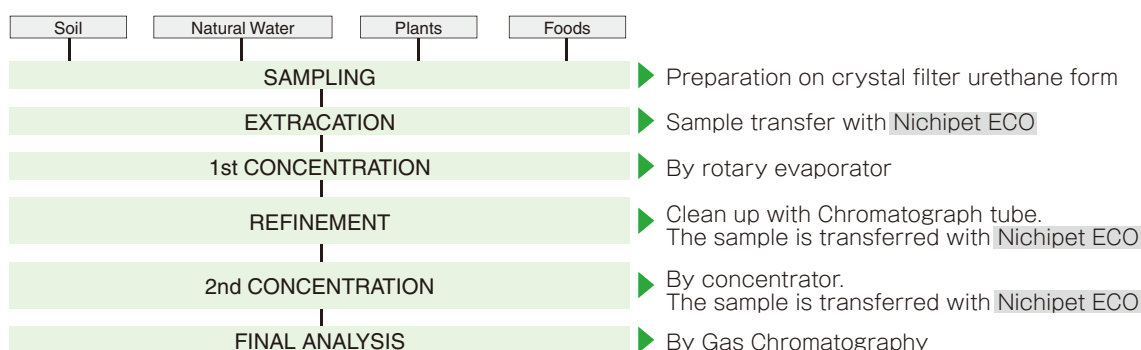 Soil Natural Water Plants Foods
SAMPLING Preparation on crystal filter urethane form
EXTRACATION Sample transfer with Nichipet ECO
1st CONCENTRATION By rotary evaporator
REFINEMENT Clean up with Chromatograph tube.
The sample is transferred with Nichipet ECO
2nd CONCENTRATION By concentrator.
The sample is transferred with Nichipet ECO
FINAL ANALYSIS By Gas Chromatography